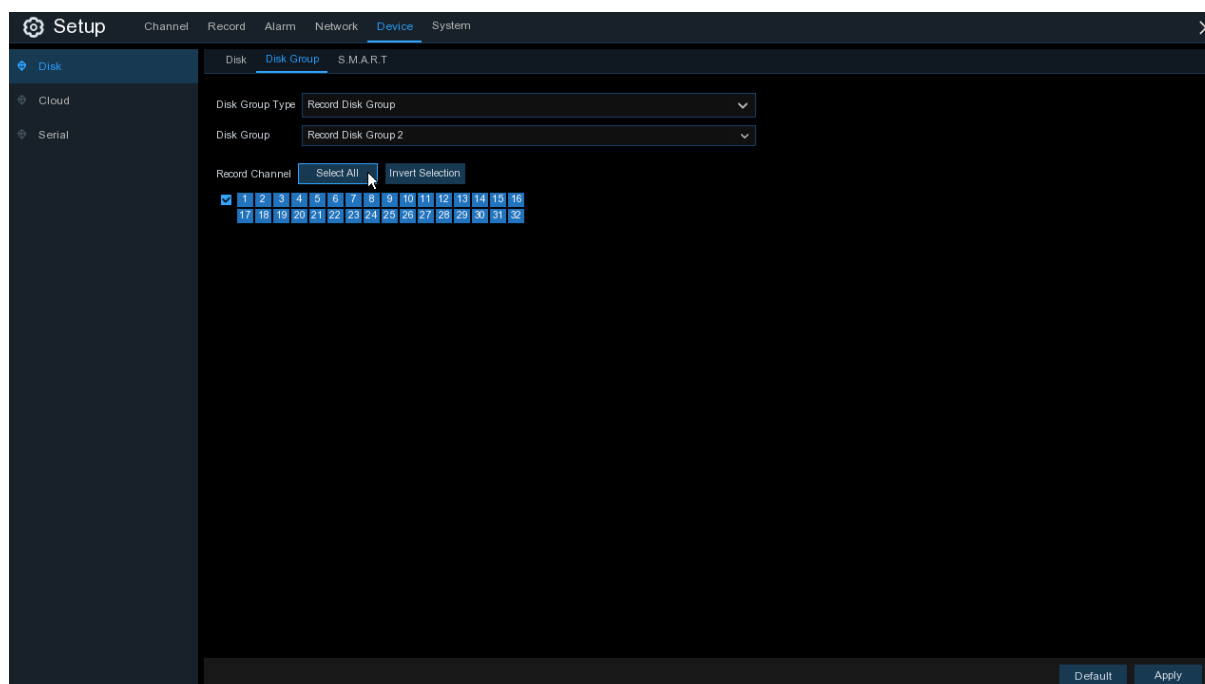 Setup Channel Record Alarm Network Device System
Disk
Cloud
Serial
Disk Disk Group S.M.A.R.T
Disk Group Type Record Disk Group
Disk Group Record Disk Group 2
Record Channel Select All Invert Selection
1 2 3 4 5 6 7 8 9 10 11 12 13 14 15 16
17 18 19 20 21 22 23 24 25 26 27 28 29 30 31 32
Default Apply